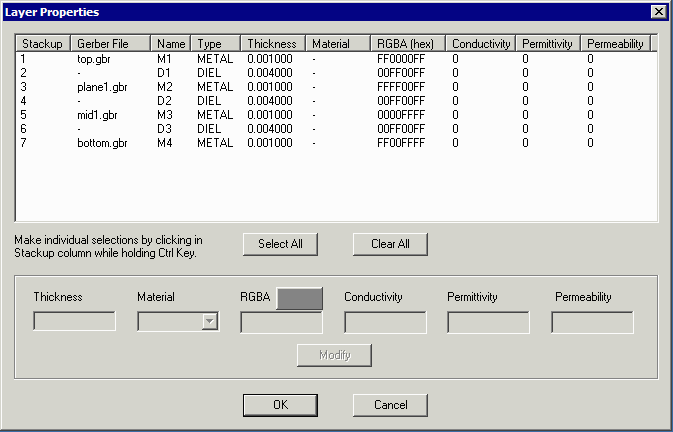 Layer Properties
Stackup Gerber File Name Type Thickness Material RGBA (hex) Conductivity Permittivity Permeability
1 top.gbr M1 METAL 0.001000 - FF0000FF 0 0 0
2 - D1 DIEL 0.004000 - 00FF00FF 0 0 0
3 plane1.gbr M2 METAL 0.001000 - FFFF00FF 0 0 0
4 - D2 DIEL 0.004000 - 00FF00FF 0 0 0
5 mid1.gbr M3 METAL 0.001000 - 0000FFFF 0 0 0
6 - D3 DIEL 0.004000 - 00FF00FF 0 0 0
7 bottom.gbr M4 METAL 0.001000 - FF00FFFF 0 0 0
Make individual selections by clicking in
Stackup column while holding Ctrl Key.
Select All Clear All
Thickness Material RGBA Conductivity Permittivity Permeability
Modify
OK Cancel